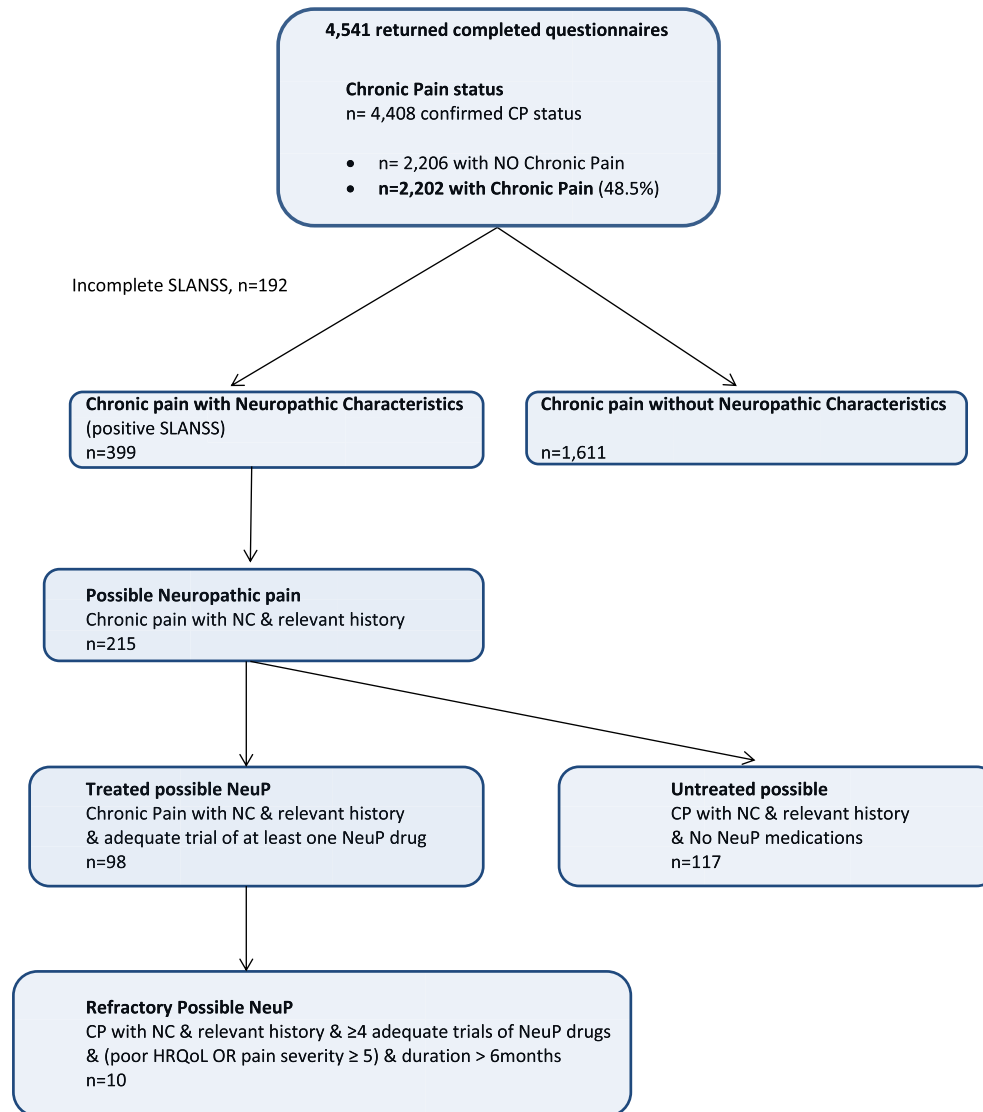 4,541 returned completed questionnaires
Chronic Pain status
n= 4,408 confirmed CP status
• n= 2,206 with NO Chronic Pain
• n=2,202 with Chronic Pain (48.5%)
Incomplete SLANSS, n=192
Chronic pain with Neuropathic Characteristics
(positive SLANSS)
n=399
Chronic pain without Neuropathic Characteristics
n=1,611
Possible Neuropathic pain
Chronic pain with NC & relevant history
n=215
Treated possible NeuP
Chronic Pain with NC & relevant history
& adequate trial of at least one NeuP drug
n=98
Untreated possible
CP with NC & relevant history
& No NeuP medications
n=117
Refractory Possible NeuP
CP with NC & relevant history & ≥4 adequate trials of NeuP drugs
& (poor HRQoL OR pain severity ≥ 5) & duration > 6months
n=10